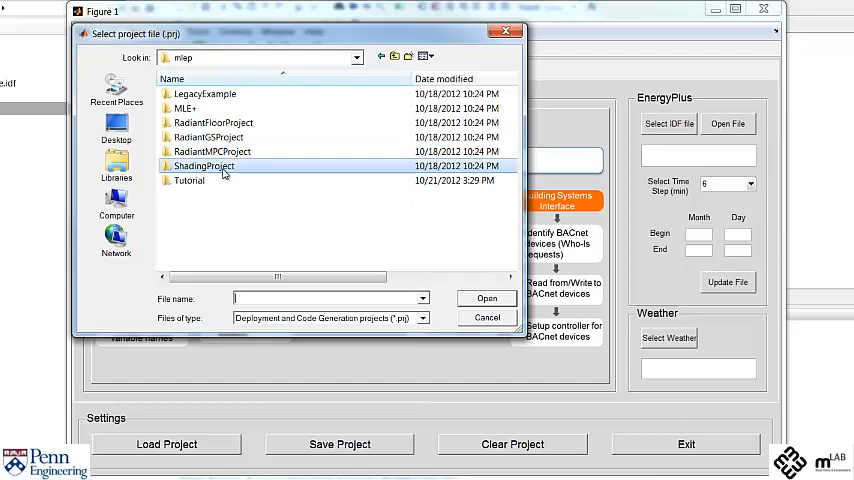 Figure 1
Select project file (.prj)
Look in:
mlep
.idf
Name
Date modified
Recent Places
Desktop
Libraries
Computer
Network
LegacyExample 10/18/2012 10:24 PM
MLE+ 10/18/2012 10:24 PM
RadiantFloorProject 10/18/2012 10:24 PM
RadiantGSProject 10/18/2012 10:24 PM
RadiantMPCProject 10/18/2012 10:24 PM
ShadingProject 10/18/2012 10:24 PM
Tutorial 10/21/2012 3:29 PM
File name:
Open
Files of type:
Deployment and Code Generation projects (*.prj)
Cancel
uilding Systems
Interface
dentify BACnet
devices (Who-Is
equests)
Read from/Write to
BACnet devices
Setup controller for
BACnet devices
variable names
EnergyPlus
Select IDF file
Open File
Select Time
Step (min)
6
Month Day
Begin
End
Update File
Weather
Select Weather
Settings
Load Project
Save Project
Clear Project
Exit
Penn
Engineering
mLAB